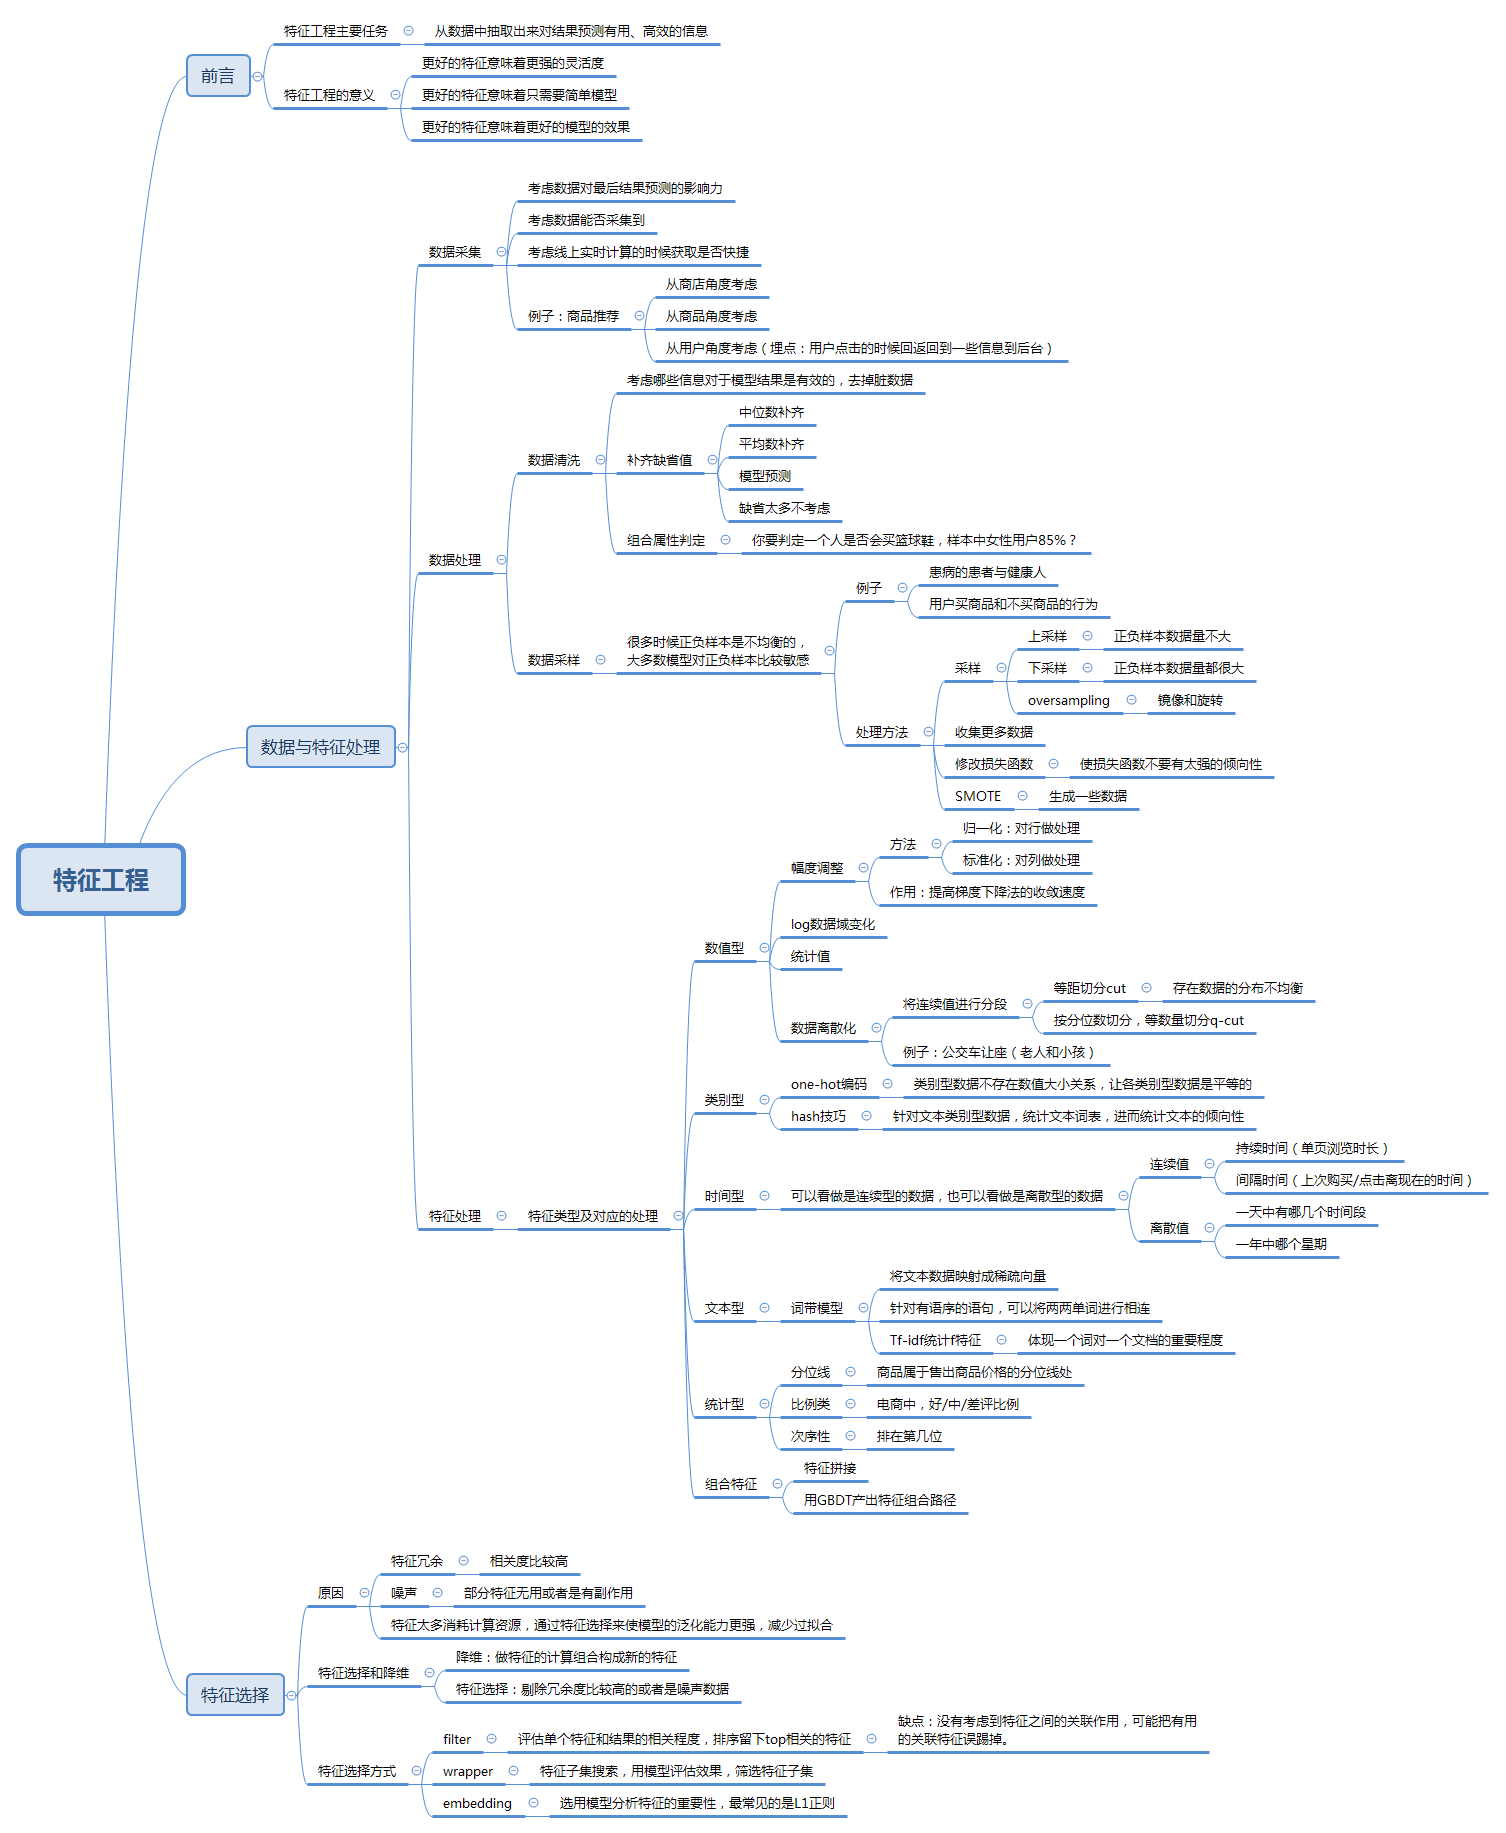 特征工程
前言
特征工程主要任务
从数据中抽取出来对结果预测有用、高效的信息
特征工程的意义
更好的特征意味着更强的灵活度
更好的特征意味着只需要简单模型
更好的特征意味着更好的模型的效果
数据与特征处理
数据采集
考虑数据对最后结果预测的影响力
考虑数据能否采集到
考虑线上实时计算的时候获取是否快捷
例子：商品推荐
从商店角度考虑
从商品角度考虑
从用户角度考虑（埋点：用户点击的时候回返回到一些信息到后台）
数据处理
数据清洗
考虑哪些信息对于模型结果是有效的，去掉脏数据
补齐缺省值
中位数补齐
平均数补齐
模型预测
缺省太多不考虑
组合属性判定
你要判定一个人是否会买篮球鞋，样本中女性用户85%？
数据采样
很多时候正负样本是不均衡的，
大多数模型对正负样本比较敏感
例子
患病的患者与健康人
用户买商品和不买商品的行为
处理方法
采样
上采样
正负样本数据量不大
下采样
正负样本数据量都很大
oversampling
镜像和旋转
收集更多数据
修改损失函数
使损失函数不要有太强的倾向性
SMOTE
生成一些数据
特征处理
特征类型及对应的处理
数值型
幅度调整
方法
归一化：对行做处理
标准化：对列做处理
作用：提高梯度下降法的收敛速度
log数据域变化
统计值
数据离散化
将连续值进行分段
等距切分cut
存在数据的分布不均衡
按分位数切分，等数量切分q-cut
例子：公交车让座（老人和小孩）
类别型
one-hot编码
类别型数据不存在数值大小关系，让各类别型数据是平等的
hash技巧
针对文本类别型数据，统计文本词表，进而统计文本的倾向性
时间型
可以看做是连续型的数据，也可以看做是离散型的数据
连续值
持续时间（单页浏览时长）
间隔时间（上次购买/点击离现在的时间）
离散值
一天中有哪几个时间段
一年中哪个星期
文本型
词带模型
将文本数据映射成稀疏向量
针对有语序的语句，可以将两两单词进行相连
Tf-idf统计f特征
体现一个词对一个文档的重要程度
统计型
分位线
商品属于售出商品价格的分位线处
比例类
电商中，好/中/差评比例
次序性
排在第几位
组合特征
特征拼接
用GBDT产出特征组合路径
特征选择
原因
特征冗余
相关度比较高
噪声
部分特征无用或者是有副作用
特征太多消耗计算资源，通过特征选择来使模型的泛化能力更强，减少过拟合
特征选择和降维
降维：做特征的计算组合构成新的特征
特征选择：剔除冗余度比较高的或者是噪声数据
特征选择方式
filter
评估单个特征和结果的相关程度，排序留下top相关的特征
缺点：没有考虑到特征之间的关联作用，可能把有用
的关联特征误踢掉。
wrapper
特征子集搜索，用模型评估效果，筛选特征子集
embedding
选用模型分析特征的重要性，最常见的是L1正则